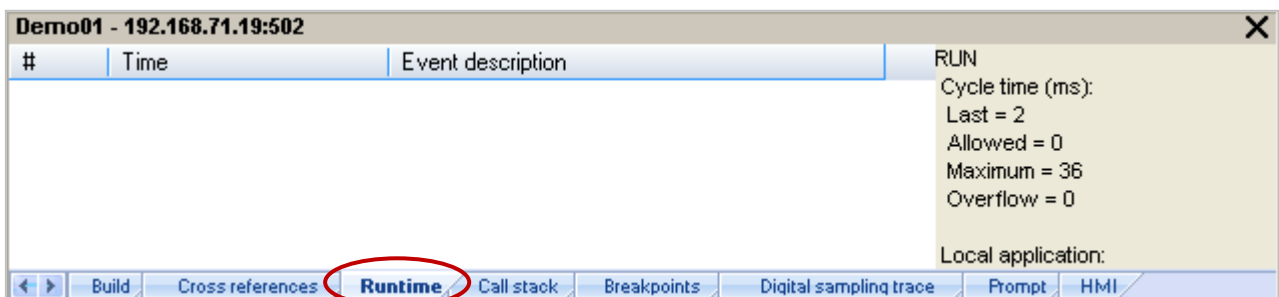 Demo01 - 192.168.71.19:502
# Time Event description
RUN
Cycle time (ms):
Last = 2
Allowed = 0
Maximum = 36
Overflow = 0
Local application:
Build Cross references Runtime Call stack Breakpoints Digital sampling trace Prompt HMI